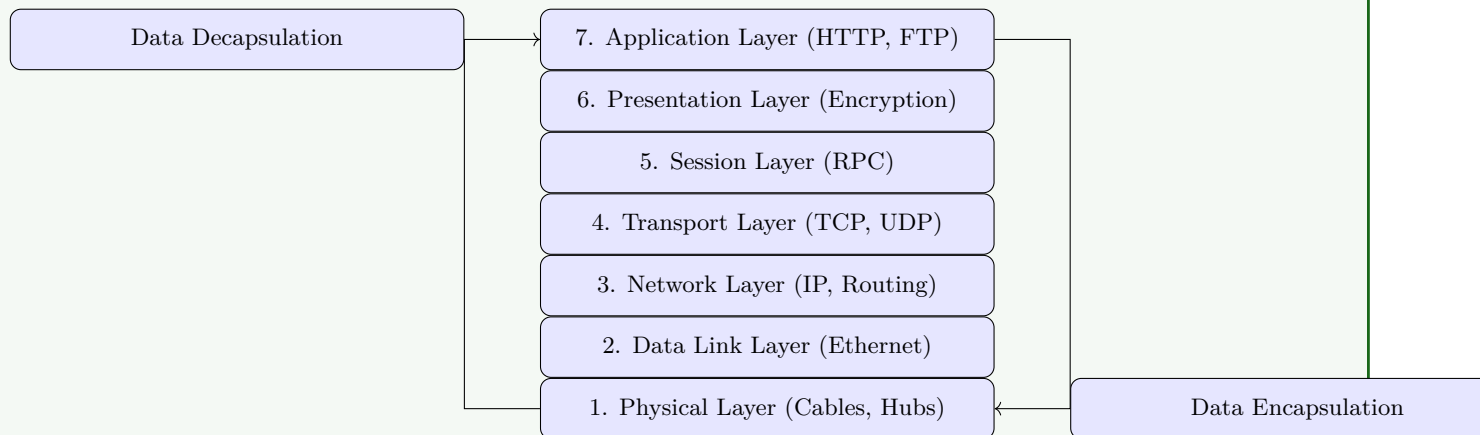 Data Decapsulation
7. Application Layer (HTTP, FTP)
6. Presentation Layer (Encryption)
5. Session Layer (RPC)
4. Transport Layer (TCP, UDP)
3. Network Layer (IP, Routing)
2. Data Link Layer (Ethernet)
1. Physical Layer (Cables, Hubs)
Data Encapsulation